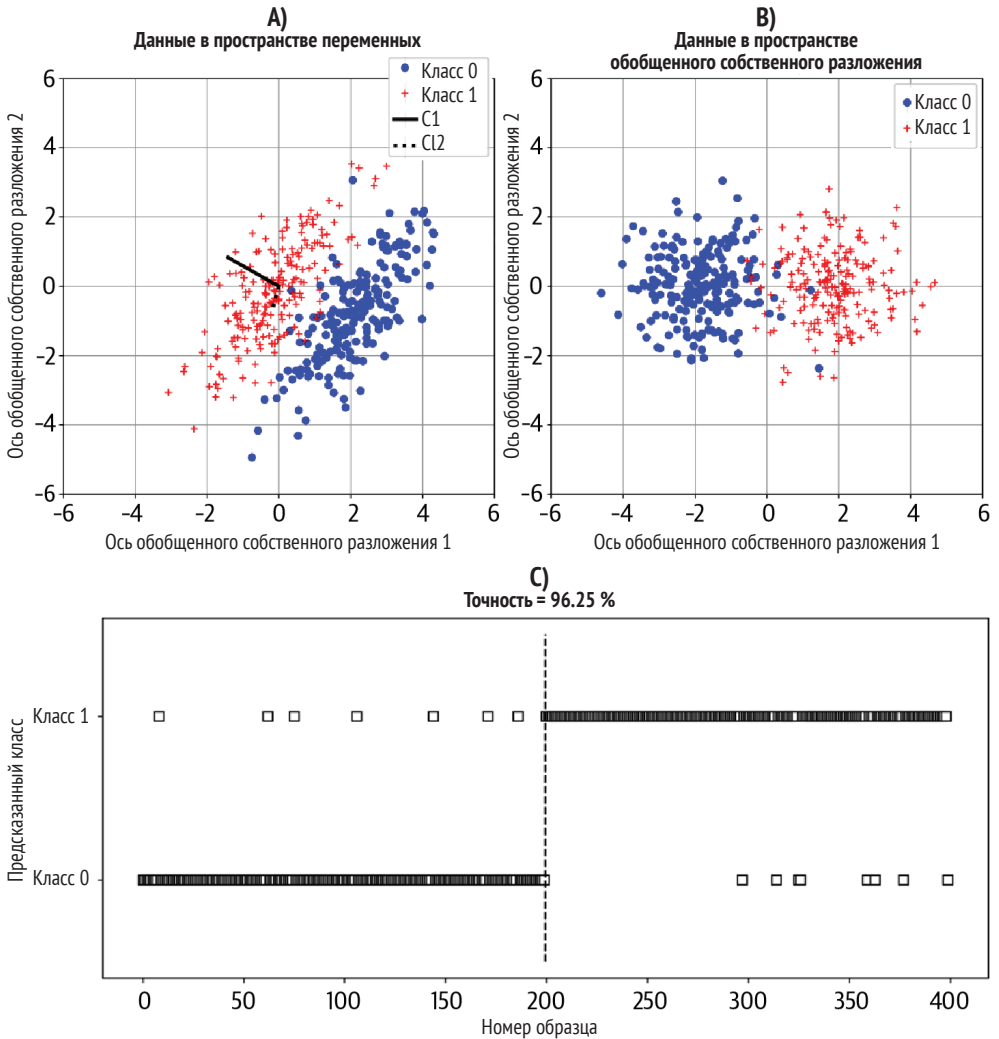 A)
Данные в пространстве переменных
Ось обобщенного собственного разложения 2
6
4
2
0
–2
–4
–6
–6
–4
–2
0
2
4
6
Класс 0
Класс 1
C1
Cl2
Ось обобщенного собственного разложения 1
B)
Данные в пространстве
обобщенного собственного разложения
Ось обобщенного собственного разложения 2
6
4
2
0
–2
–4
–6
–6
–4
–2
0
2
4
6
Класс 0
Класс 1
Ось обобщенного собственного разложения 1
C)
Точность = 96.25 %
Предсказанный класс
Класс 1
Класс 0
0
50
100
150
200
250
300
350
400
Номер образца